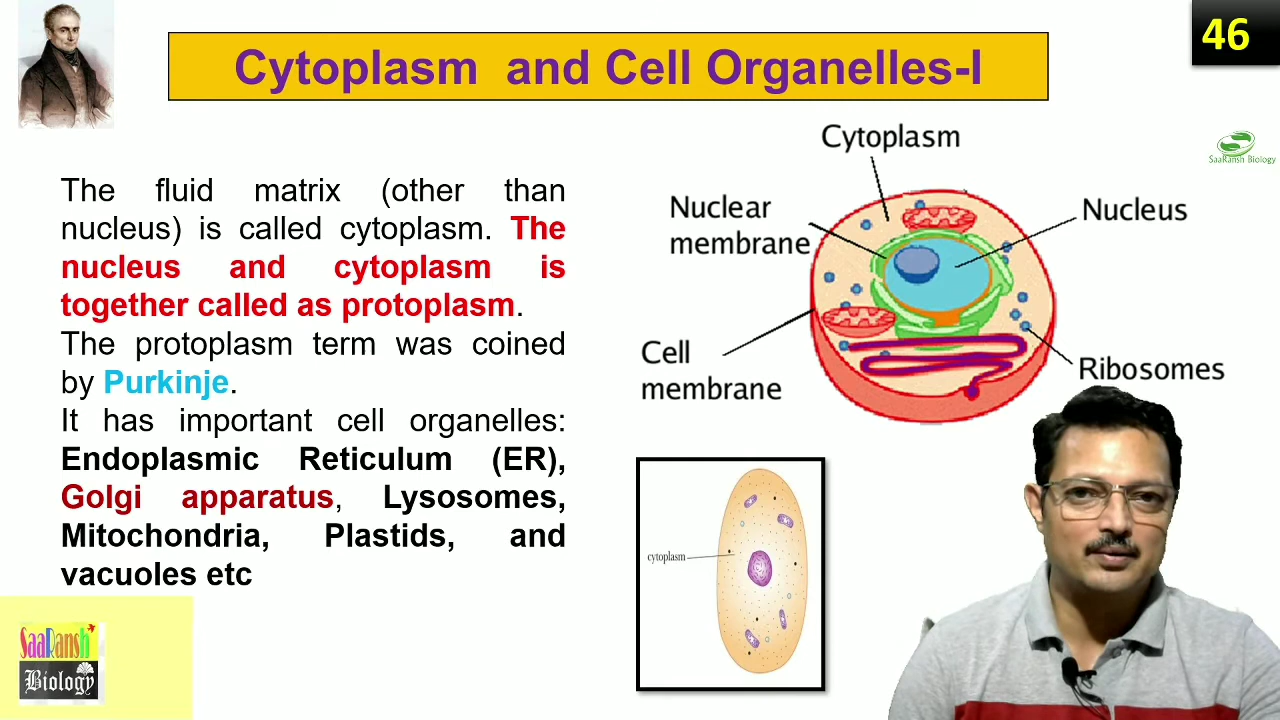 46
Cytoplasm and Cell Organelles-I
SaaRansh Biology
The fluid matrix (other than
nucleus) is called cytoplasm. The
nucleus and cytoplasm is
together called as protoplasm.
The protoplasm term was coined
by Purkinje.
It has important cell organelles:
Endoplasmic Reticulum (ER),
Golgi apparatus, Lysosomes,
Mitochondria, Plastids, and
vacuoles etc
Cytoplasm
Nuclear
membrane
Nucleus
Cell
membrane
Ribosomes
cytoplasm
SaaRansh
Biology